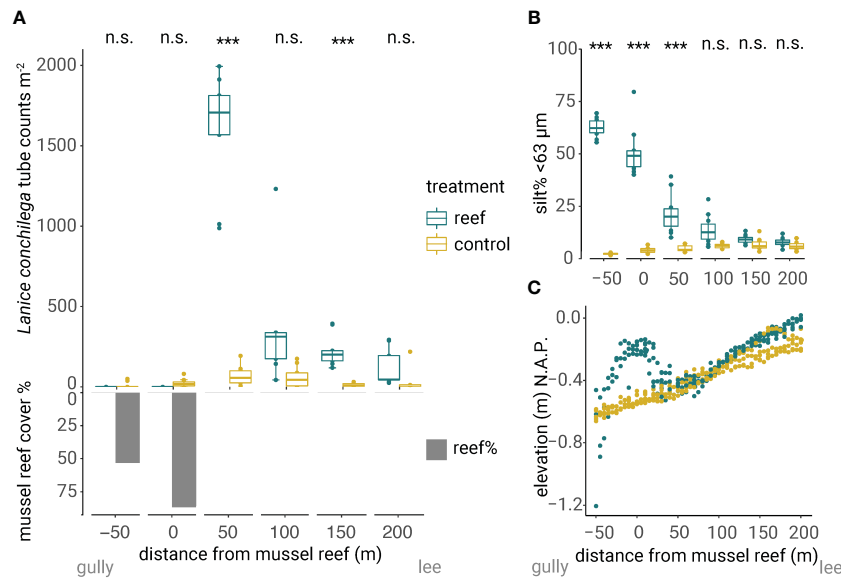 A
n.s. n.s. *** n.s. *** n.s.
Lanice conchilega tube counts m-2
2000
1500
1000
500
0
mussel reef cover %
0
25
50
75
−50 0 50 100 150 200
distance from mussel reef (m)
gully lee
treatment
reef
control
reef%
B
*** *** *** n.s. n.s. n.s.
silt% <63 µm
100
75
50
25
0
−50 0 50 100 150 200
C
elevation (m) N.A.P.
0.0
−0.4
−0.8
−1.2
−50 0 50 100 150 200
distance from mussel reef (m)
gully lee